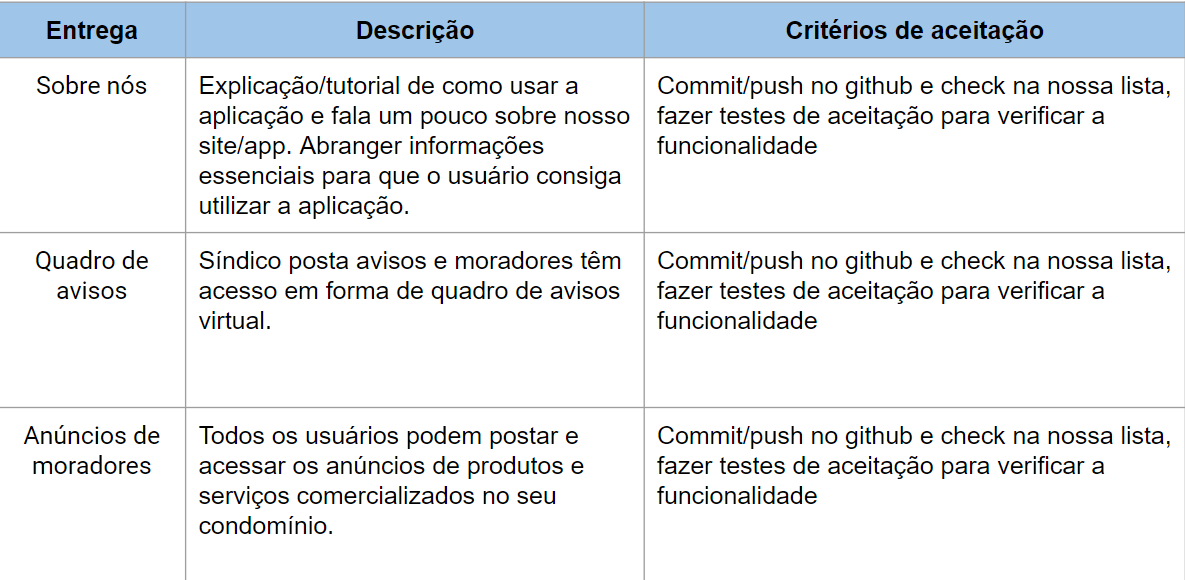 Entrega
Descrição
Critérios de aceitação
Sobre nós
Explicação/tutorial de como usar a
aplicação e fala um pouco sobre nosso
site/app. Abranger informações
essenciais para que o usuário consiga
utilizar a aplicação.
Commit/push no github e check na nossa lista,
fazer testes de aceitação para verificar a
funcionalidade
Quadro de
avisos
Síndico posta avisos e moradores têm
acesso em forma de quadro de avisos
virtual.
Commit/push no github e check na nossa lista,
fazer testes de aceitação para verificar a
funcionalidade
Anúncios de
moradores
Todos os usuários podem postar e
acessar os anúncios de produtos e
serviços comercializados no seu
condomínio.
Commit/push no github e check na nossa lista,
fazer testes de aceitação para verificar a
funcionalidade